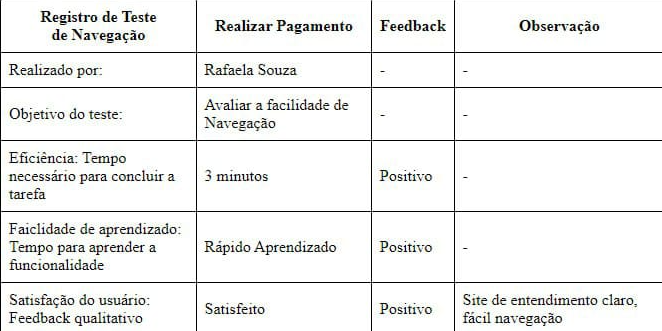 Registro de Teste
de Navegação
Realizar Pagamento
Feedback
Observação
Realizado por:
Rafaela Souza
-
-
Objetivo do teste:
Avaliar a facilidade de
Navegação
-
-
Eficiência: Tempo
necessário para concluir a
tarefa
3 minutos
Positivo
-
Faiclidade de aprendizado:
Tempo para aprender a
funcionalidade
Rápido Aprendizado
Positivo
-
Satisfação do usuário:
Feedback qualitativo
Satisfeito
Positivo
Site de entendimento claro,
fácil navegação